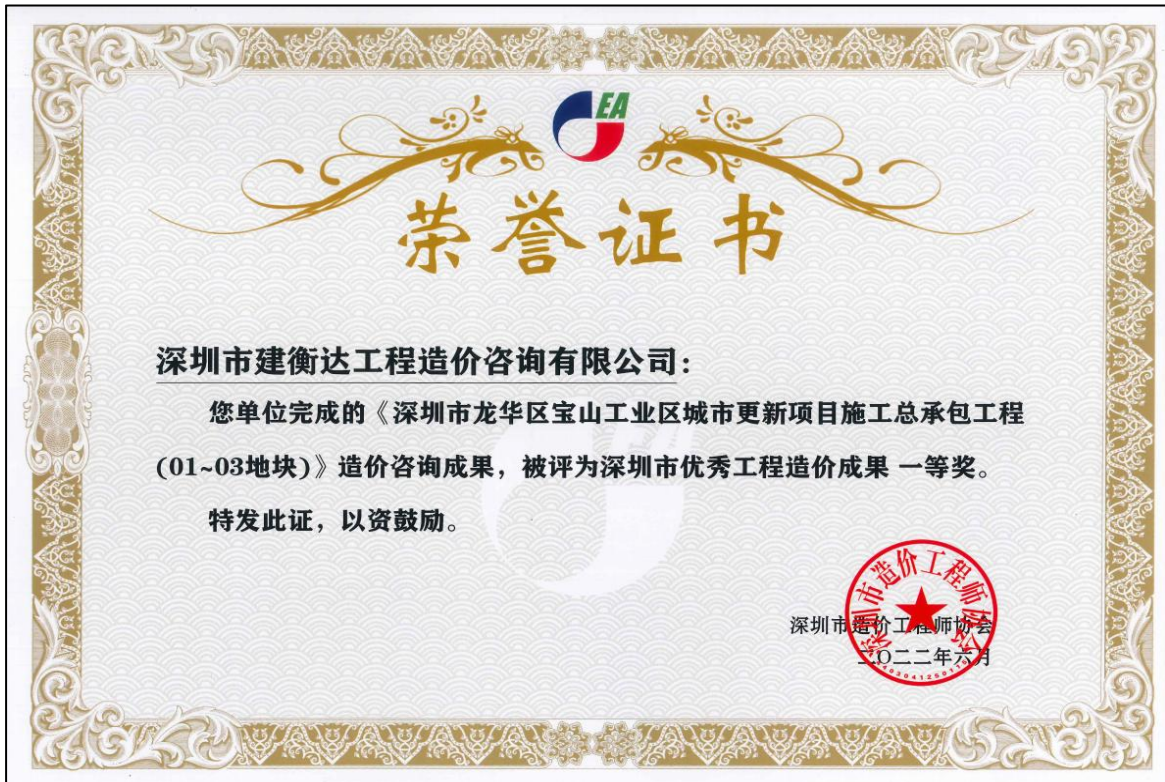 EA
荣誉证书
深圳市建衡达工程造价咨询有限公司：
您单位完成的《深圳市龙华区宝山工业区城市更新项目施工总承包工程
(01~03地块)》造价咨询成果，被评为深圳市优秀工程造价成果 一等奖。
特发此证，以资鼓励。
深圳市造价工程师协会
深圳市造价工程师协会
二〇二二年六月